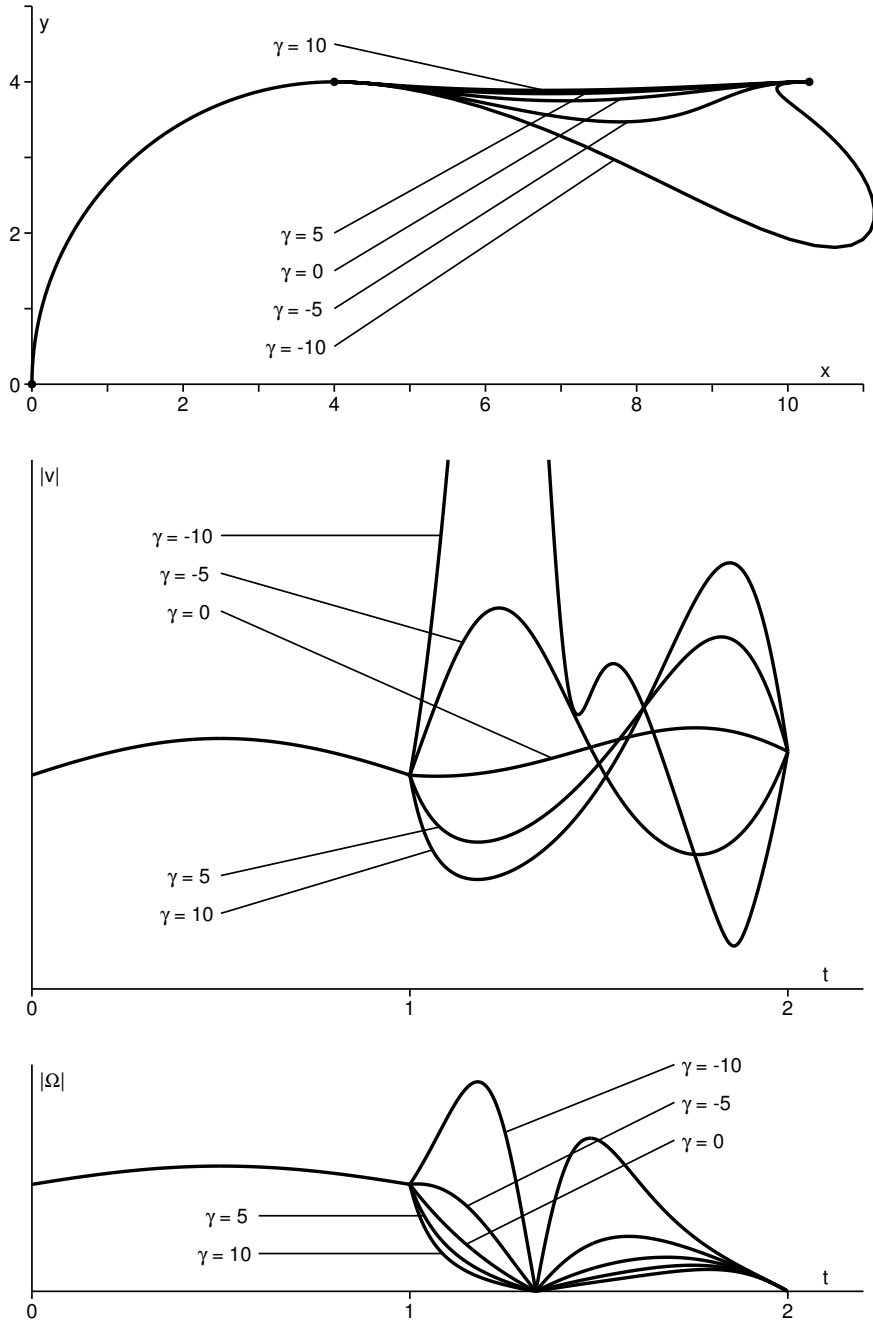 y
γ = 10
4
γ = 5
2
γ = 0
γ = -5
γ = -10
x
0
0 2 4 6 8 10
|v|
γ = -10
γ = -5
γ = 0
γ = 5
γ = 10
t
0 1 2
|Ω|
γ = -10
γ = -5
γ = 0
γ = 5
γ = 10
t
0 1 2